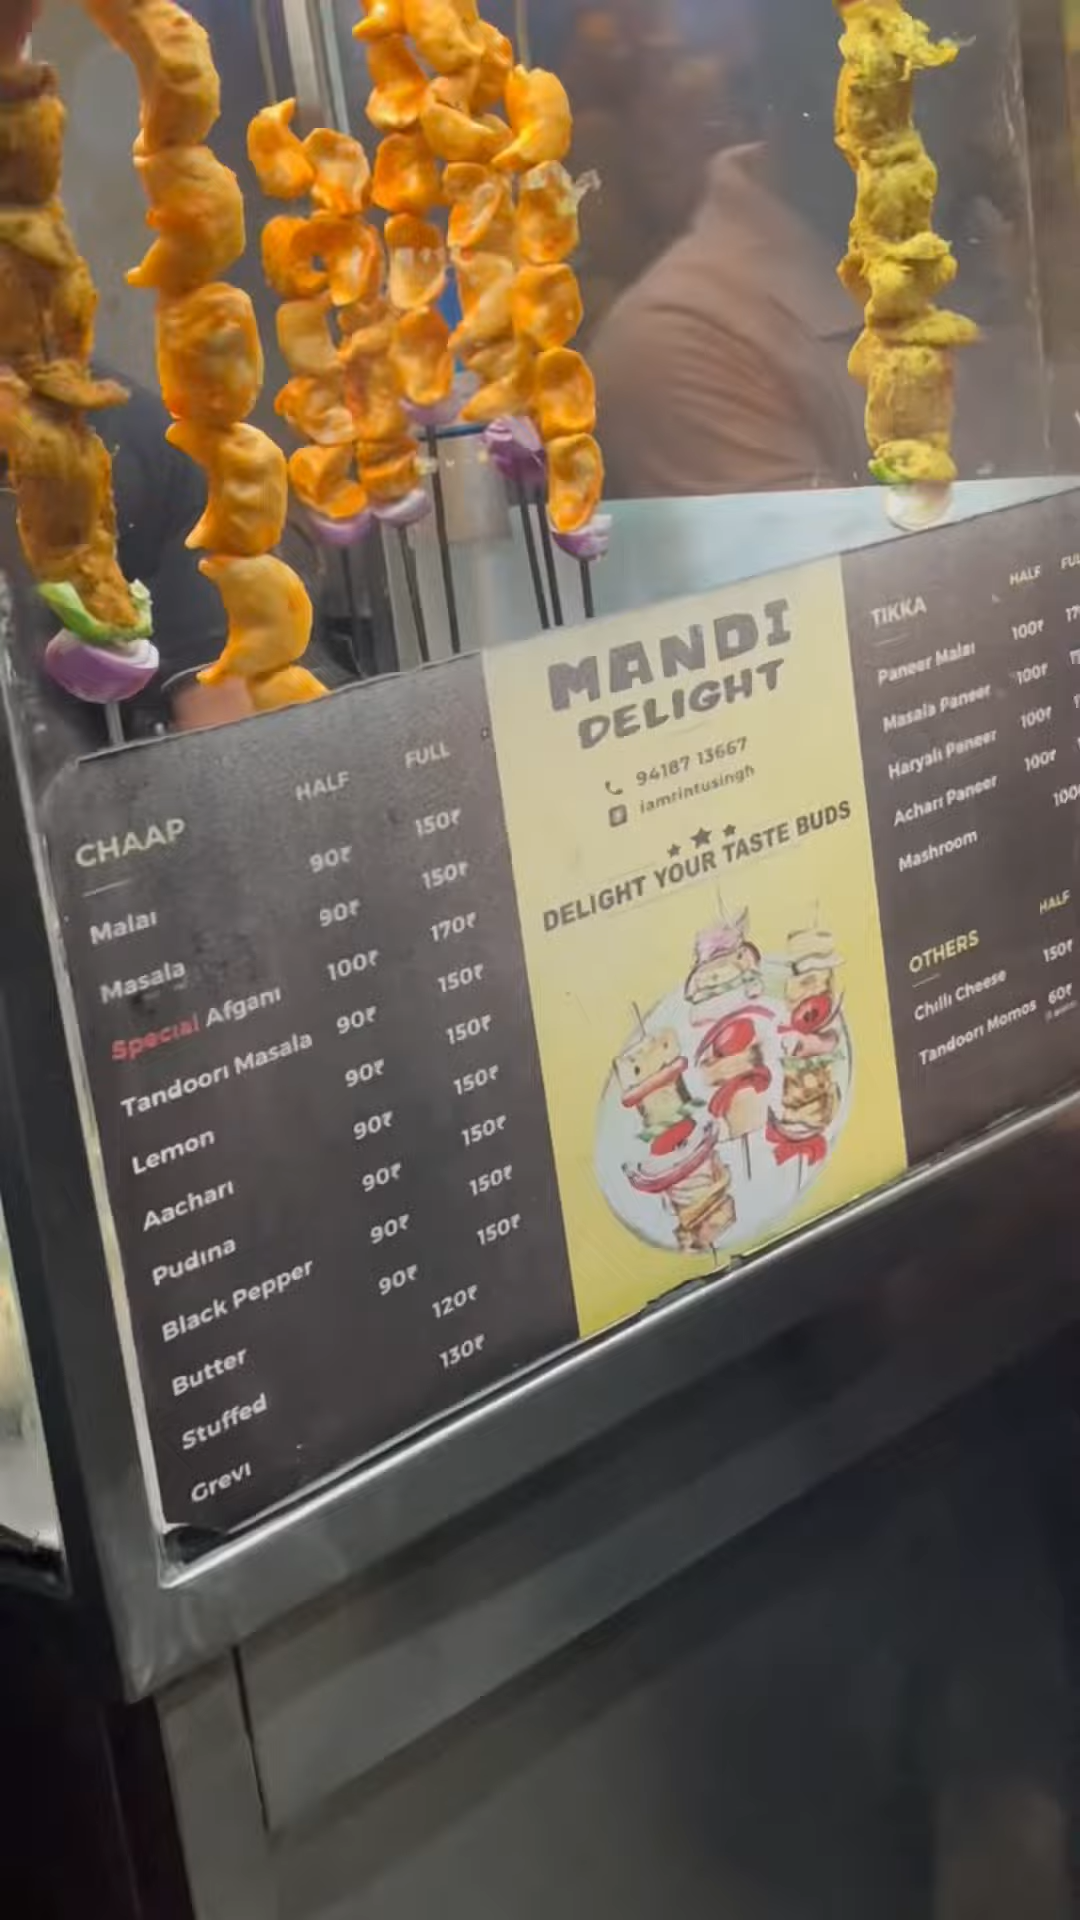 CHAAP HALF FULL
Malai 90₹ 150₹
Masala 90₹ 150₹
Special Afgani 100₹ 170₹
Tandoori Masala 90₹ 150₹
Lemon 90₹ 150₹
Aachari 90₹ 150₹
Pudina 90₹ 150₹
Black Pepper 90₹ 150₹
Butter 90₹ 150₹
Stuffed 120₹
Grevi 130₹
MANDI
DELIGHT
94187 13667
iamrintusingh
DELIGHT YOUR TASTE BUDS
TIKKA HALF
Paneer Malai 100₹
Masala Paneer 100₹
Haryali Paneer 100₹
Achari Paneer 100₹
Mashroom 100
OTHERS HALF
Chilli Cheese 150₹
Tandoori Momos 60₹